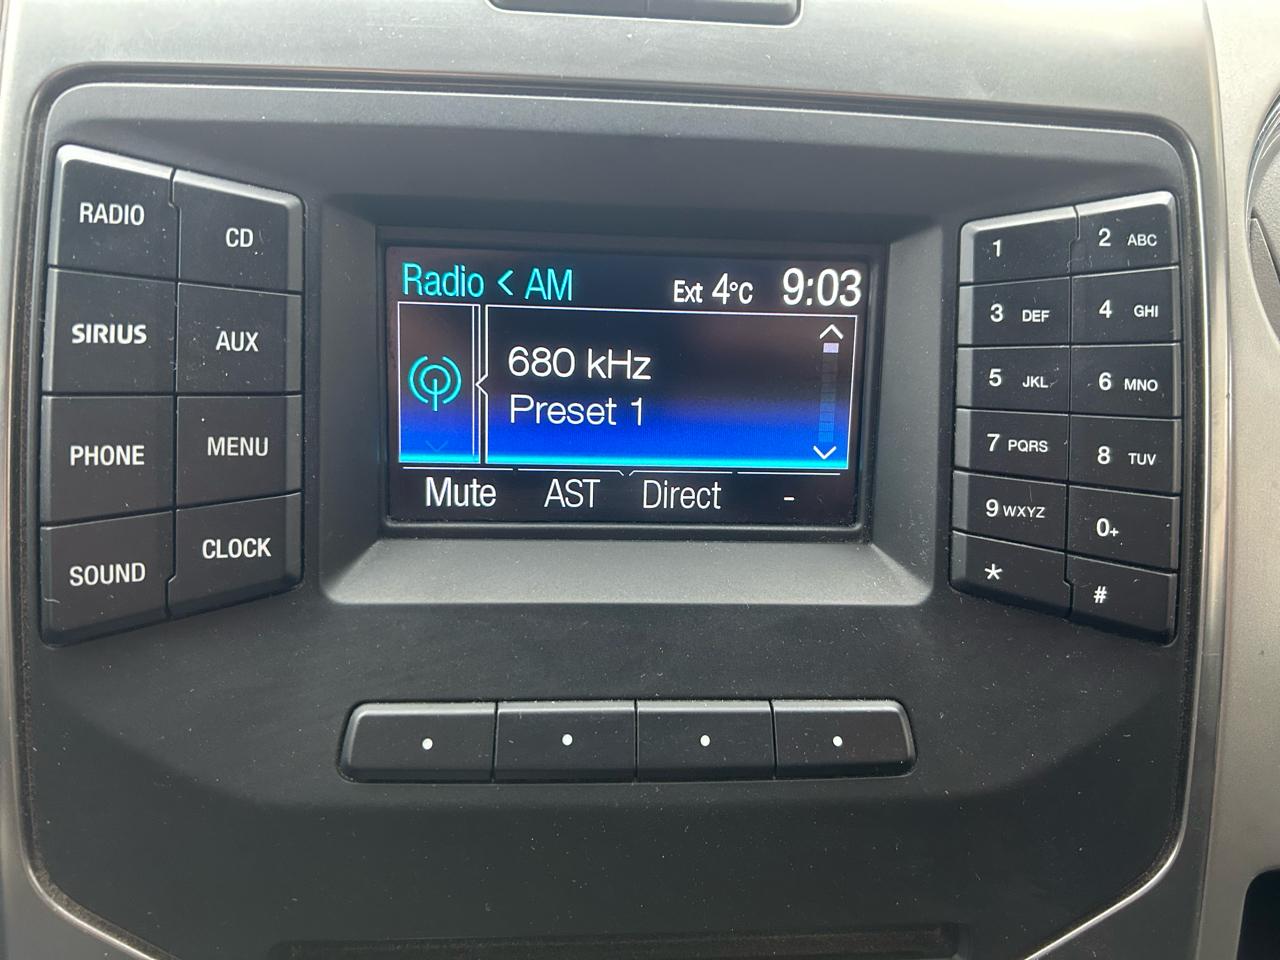 RADIO
CD
SIRIUS
AUX
PHONE
MENU
SOUND
CLOCK
Radio < AM
Ext 4°C 9:03
680 kHz
Preset 1
Mute AST Direct -
1
2 ABC
3 DEF
4 GHI
5 JKL
6 MNO
7 PQRS
8 TUV
9 WXYZ
0+
*
#